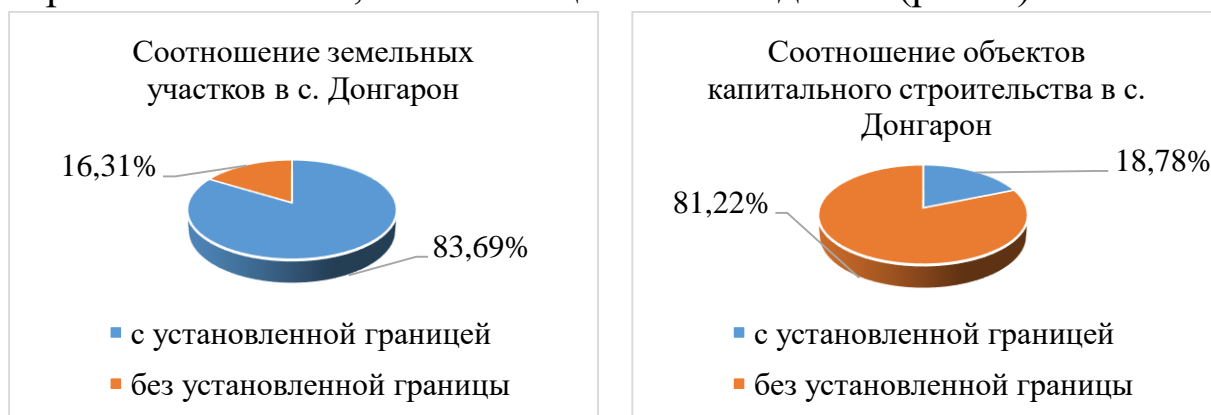 Соотношение земельных
участков в с. Донгарон
16,31%
83,69%
с установленной границей
без установленной границы
Соотношение объектов
капитального строительства в с.
Донгарон
18,78%
81,22%
с установленной границей
без установленной границы